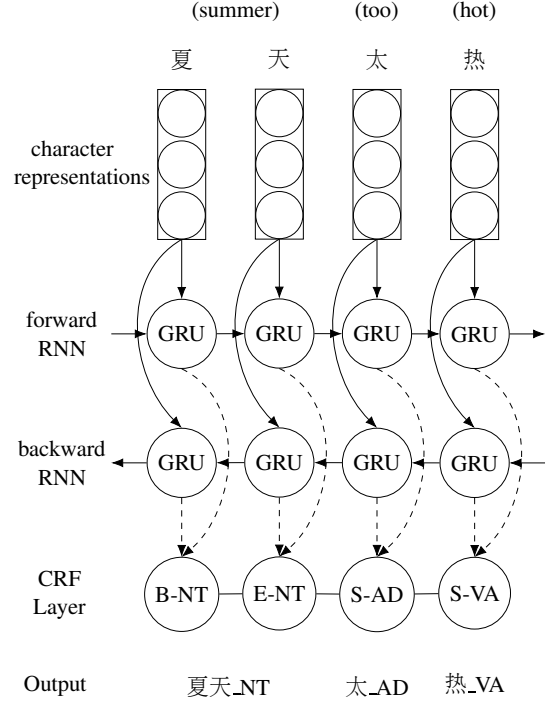 (summer) (too) (hot)
夏 天 太 热
character
representations
forward
RNN
GRU GRU GRU GRU
backward
RNN
GRU GRU GRU GRU
CRF
Layer
B-NT E-NT S-AD S-VA
Output 夏天_NT 太_AD 热_VA